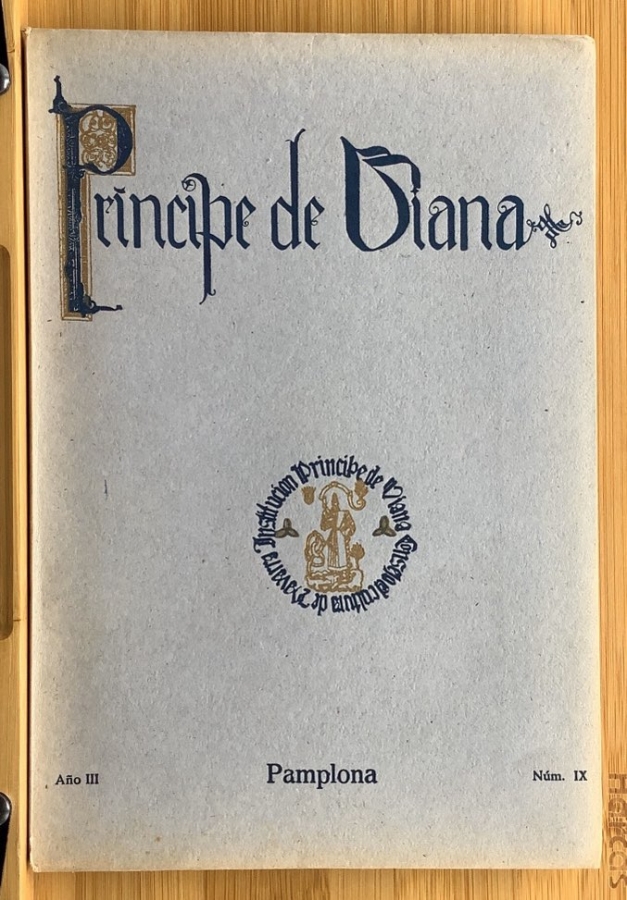 Príncipe de Viana
Institución Príncipe de Viana Consejo de Cultura de Navarra
Año III
Pamplona
Núm. IX